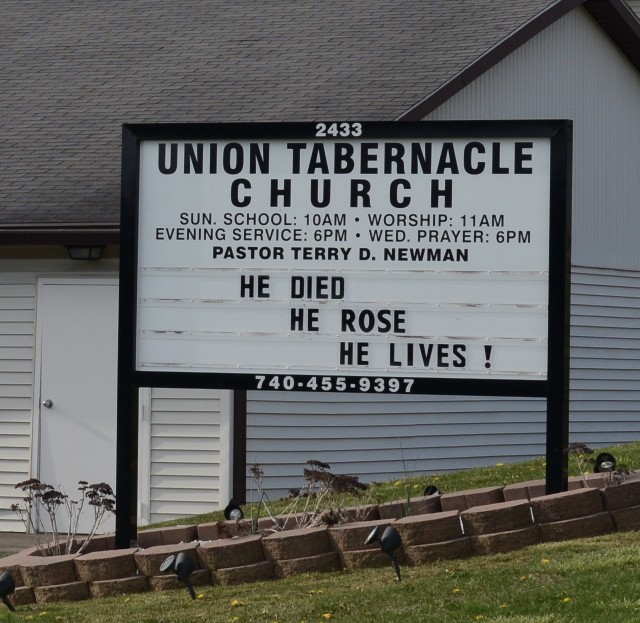 2433
UNION TABERNACLE
CHURCH
SUN. SCHOOL: 10AM • WORSHIP: 11AM
EVENING SERVICE: 6PM • WED. PRAYER: 6PM
PASTOR TERRY D. NEWMAN
HE DIED
HE ROSE
HE LIVES !
740-455-9397